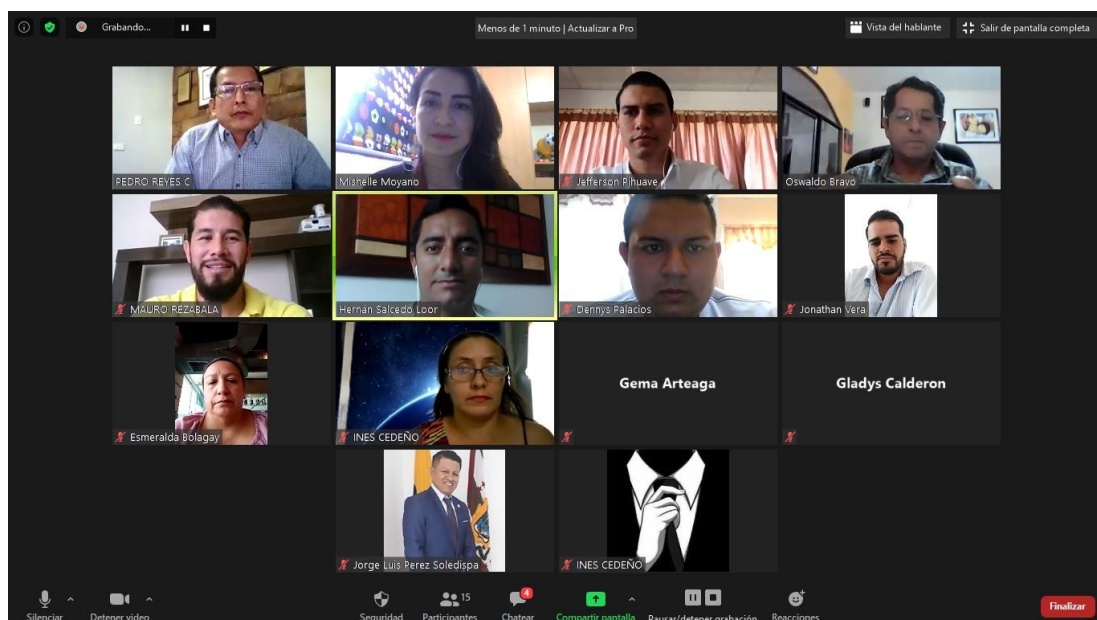 Grabando...
Menos de 1 minuto | Actualizar a Pro
Vista del hablante
Salir de pantalla completa
PEDRO REYES C
Mishelle Moyano
Jefferson Pihuave
Oswaldo Bravo
MAURO REZABALA
Hernán Salcedo Loor
Dennys Palacios
Jonathan Vera
Esmeralda Bolagay
INES CEDEÑO
Gema Arteaga
Gladys Calderon
Jorge Luis Perez Soledispa
INES CEDEÑO
Silenciar
Detener video
Seguridad
15
Participantes
4
Chatear
Compartir pantalla
Pausar/detener grabación
Reacciones
Finalizar